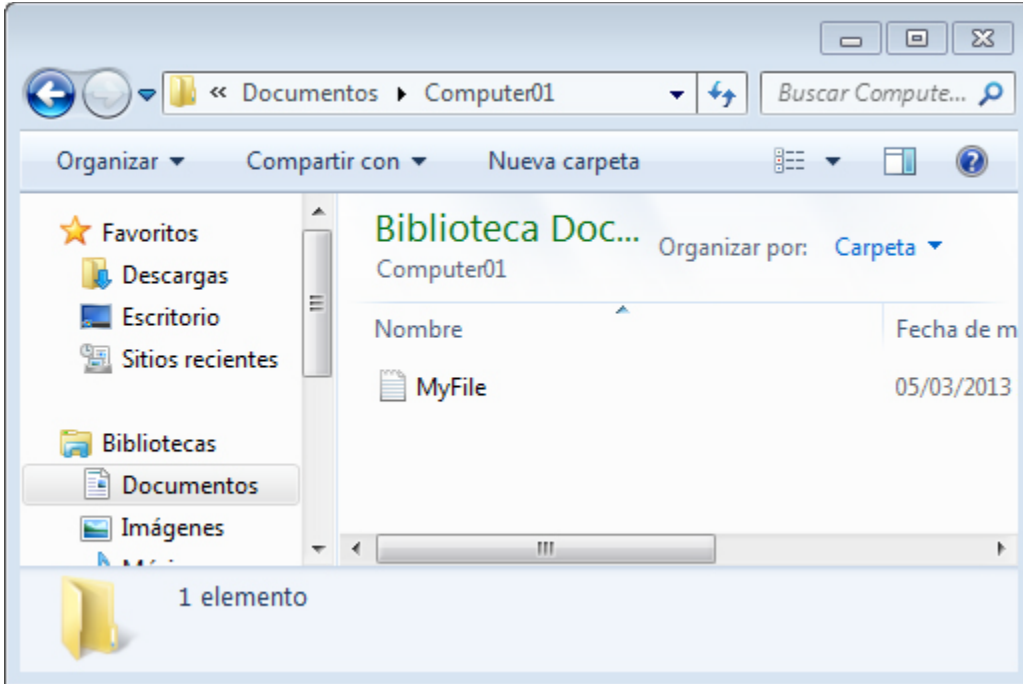 « Documentos Computer01
Buscar Compute...
Organizar Compartir con Nueva carpeta
Favoritos
Descargas
Escritorio
Sitios recientes
Bibliotecas
Documentos
Imágenes
Biblioteca Doc...
Computer01
Organizar por: Carpeta
Nombre Fecha de m
MyFile 05/03/2013
1 elemento